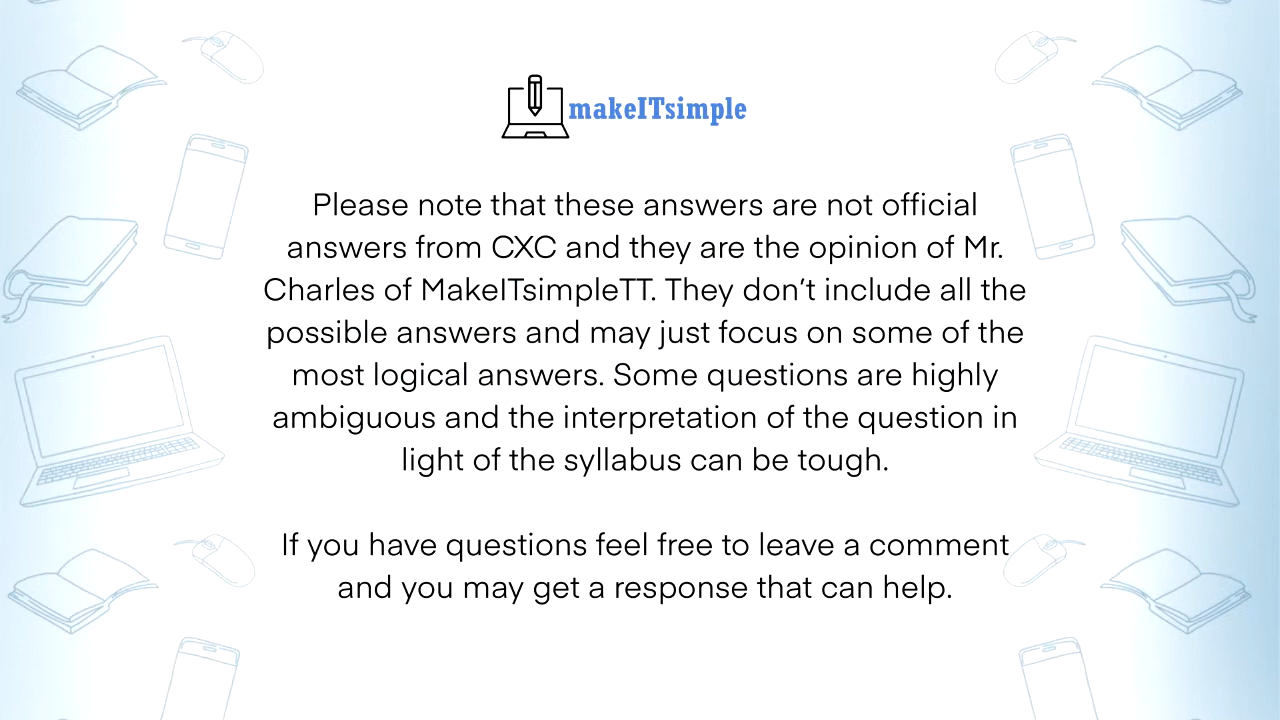 makeITsimple
Please note that these answers are not official
answers from CXC and they are the opinion of Mr.
Charles of MakeITsimpleTT. They don't include all the
possible answers and may just focus on some of the
most logical answers. Some questions are highly
ambiguous and the interpretation of the question in
light of the syllabus can be tough.
If you have questions feel free to leave a comment
and you may get a response that can help.